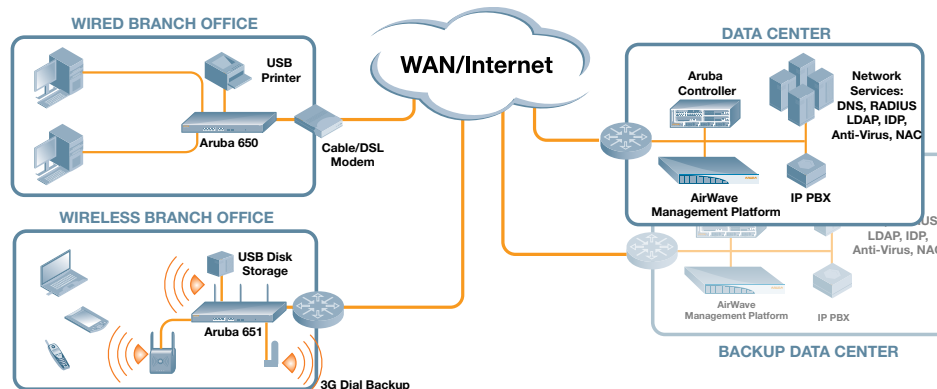 WIRED BRANCH OFFICE
USB
Printer
Aruba 650
Cable/DSL
Modem
WAN/Internet
DATA CENTER
Aruba
Controller
Network
Services:
DNS, RADIUS
LDAP, IDP,
Anti-Virus, NAC
AirWave
Management Platform
IP PBX
WIRELESS BRANCH OFFICE
USB Disk
Storage
Aruba 651
3G Dial Backup
LDAP, IDP,
Anti-Virus, NAC
AirWave
Management Platform
IP PBX
BACKUP DATA CENTER